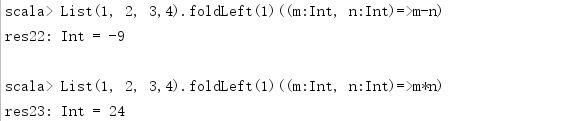 scala> List(1, 2, 3,4).foldLeft(1)((m:Int, n:Int)=>m-n)
res22: Int = -9
scala> List(1, 2, 3,4).foldLeft(1)((m:Int, n:Int)=>m*n)
res23: Int = 24